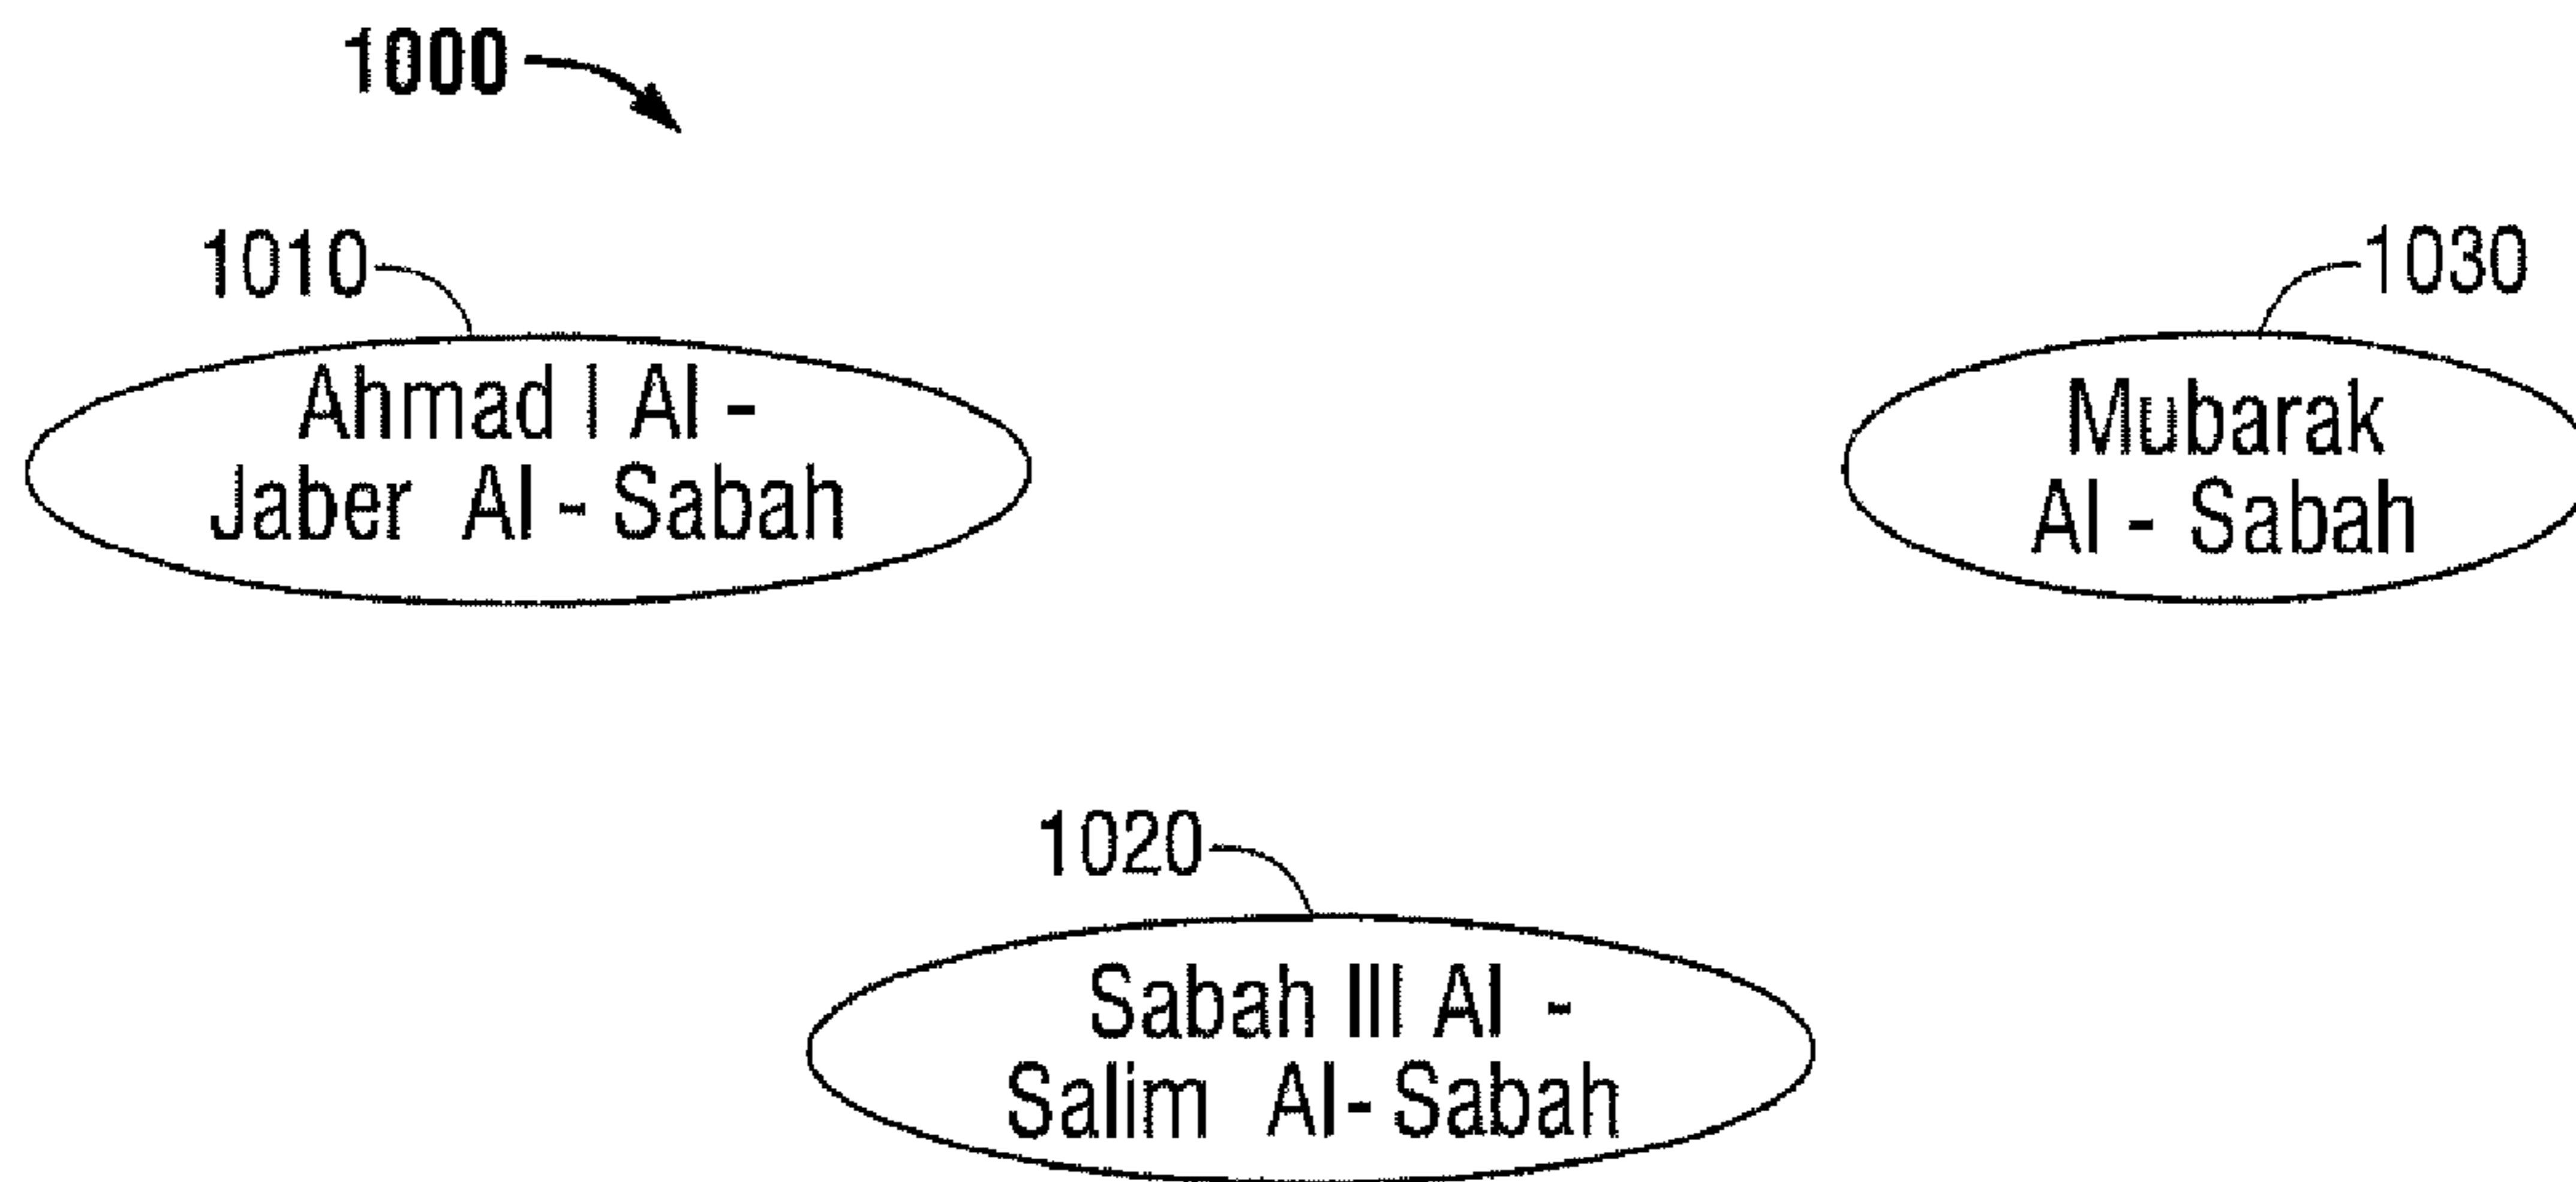 1000
1010
Ahmad I Al -
Jaber Al - Sabah
1030
Mubarak
Al - Sabah
1020
Sabah III Al -
Salim Al- Sabah